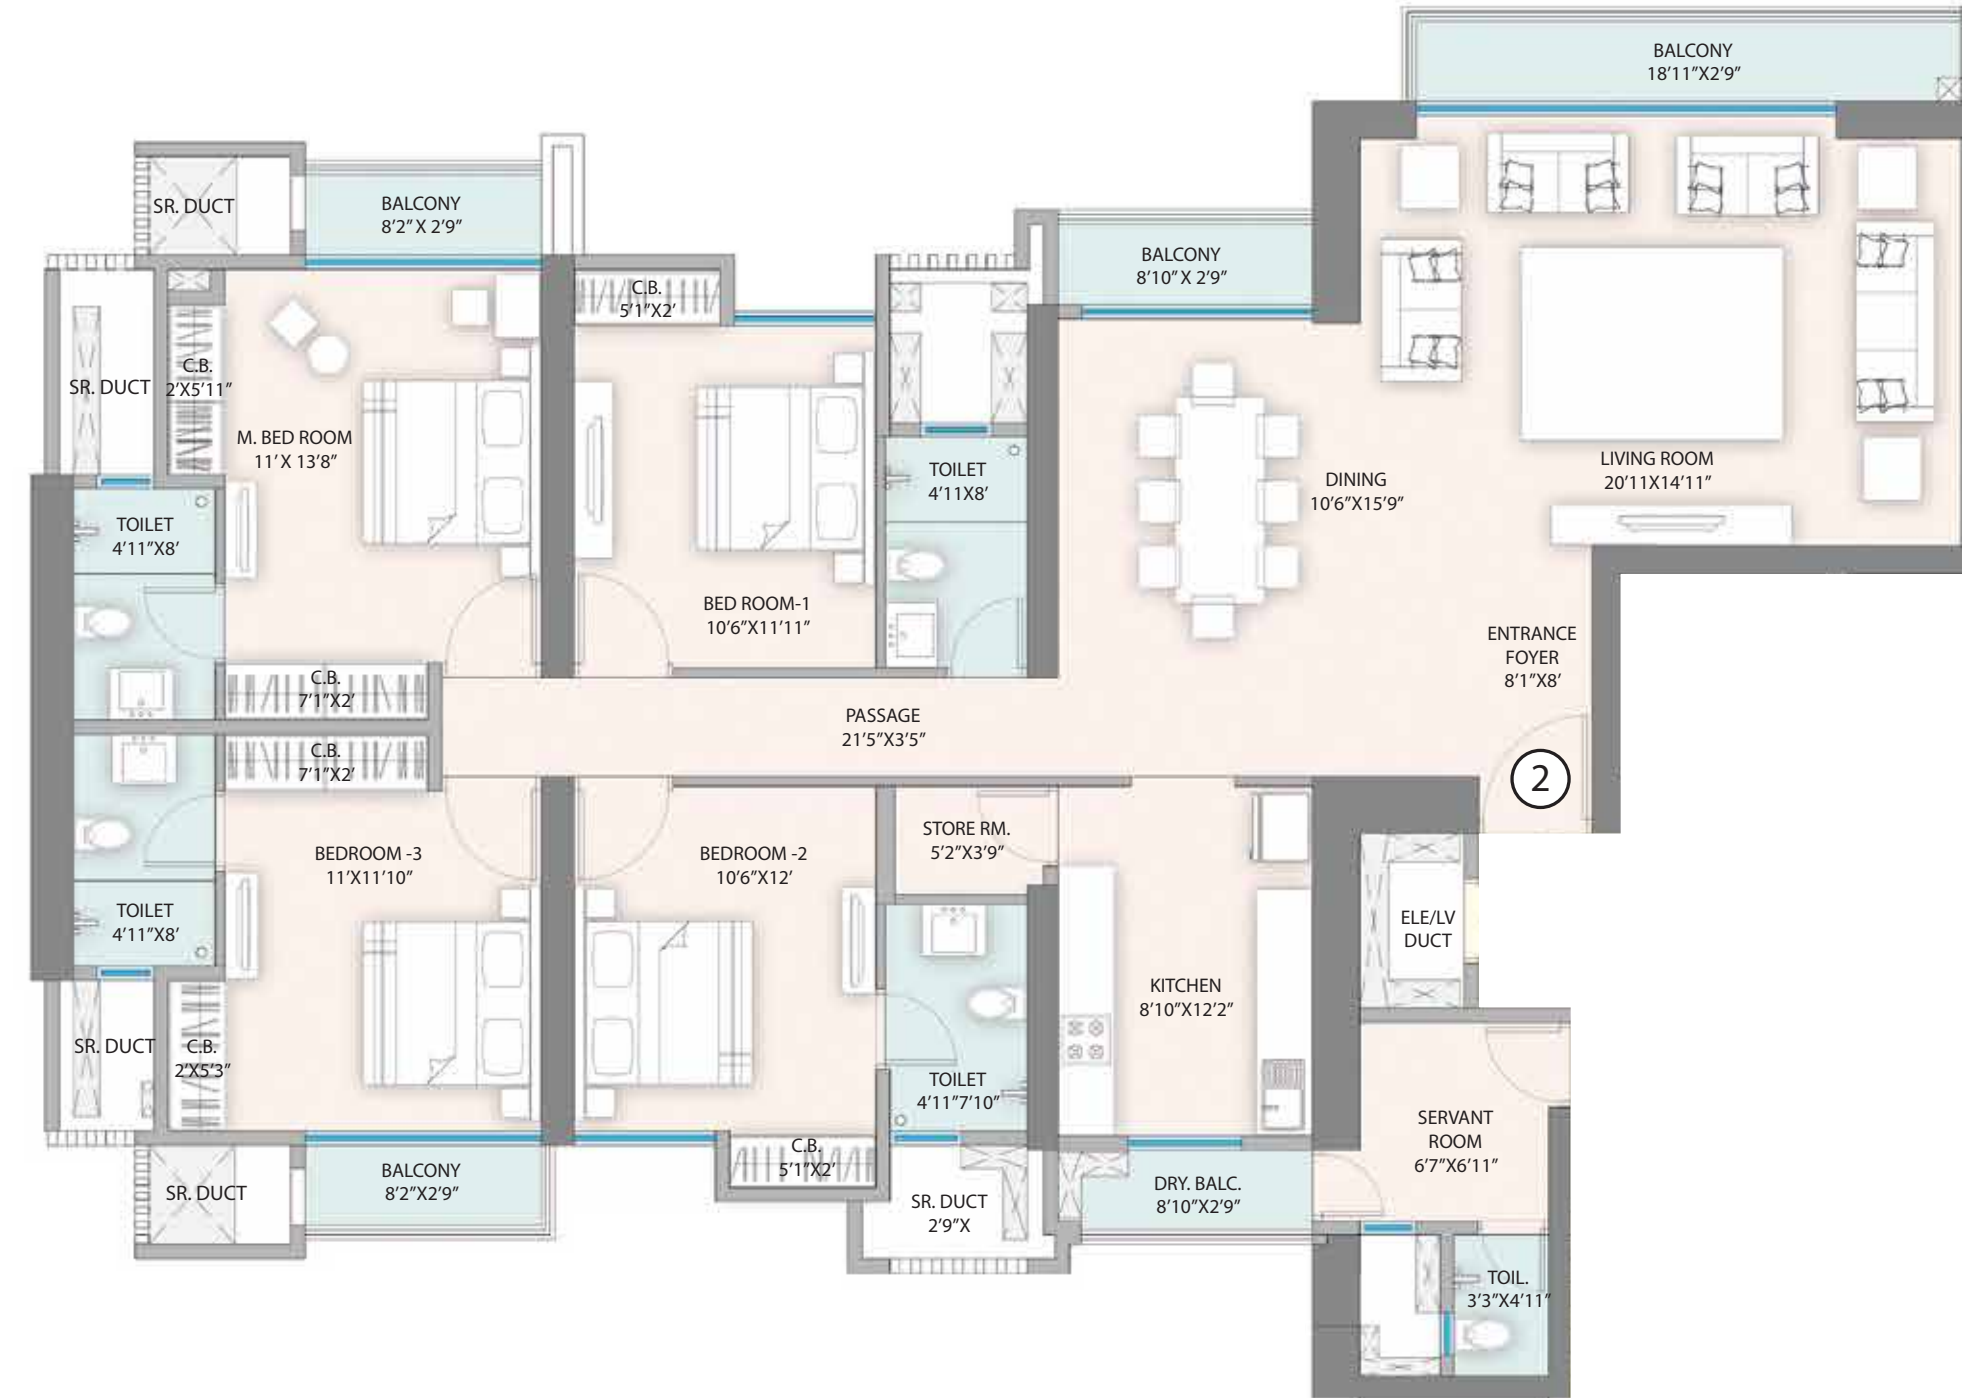 BALCONY
18'11"X2'9"
SR. DUCT
BALCONY
8'2" X 2'9"
BALCONY
8'10" X 2'9"
C.B.
5'1"X2'
SR. DUCT
C.B.
2'X5'11"
M. BED ROOM
11' X 13'8"
TOILET
4'11"X8'
DINING
10'6"X15'9"
LIVING ROOM
20'11X14'11"
TOILET
4'11"X8'
BED ROOM-1
10'6"X11'11"
ENTRANCE
FOYER
8'1"X8'
C.B.
7'1"X2'
PASSAGE
21'5"X3'5"
C.B.
7'1"X2'
2
BEDROOM -3
11'X11'10"
BEDROOM -2
10'6"X12'
STORE RM.
5'2"X3'9"
TOILET
4'11"X8'
ELE/LV
DUCT
KITCHEN
8'10"X12'2"
SR. DUCT
C.B.
2'X5'3"
TOILET
4'11"7'10"
SERVANT
ROOM
6'7"X6'11"
C.B.
5'1"X2'
BALCONY
8'2"X2'9"
SR. DUCT
SR. DUCT
2'9"X
DRY. BALC.
8'10"X2'9"
TOIL.
3'3"X4'11"